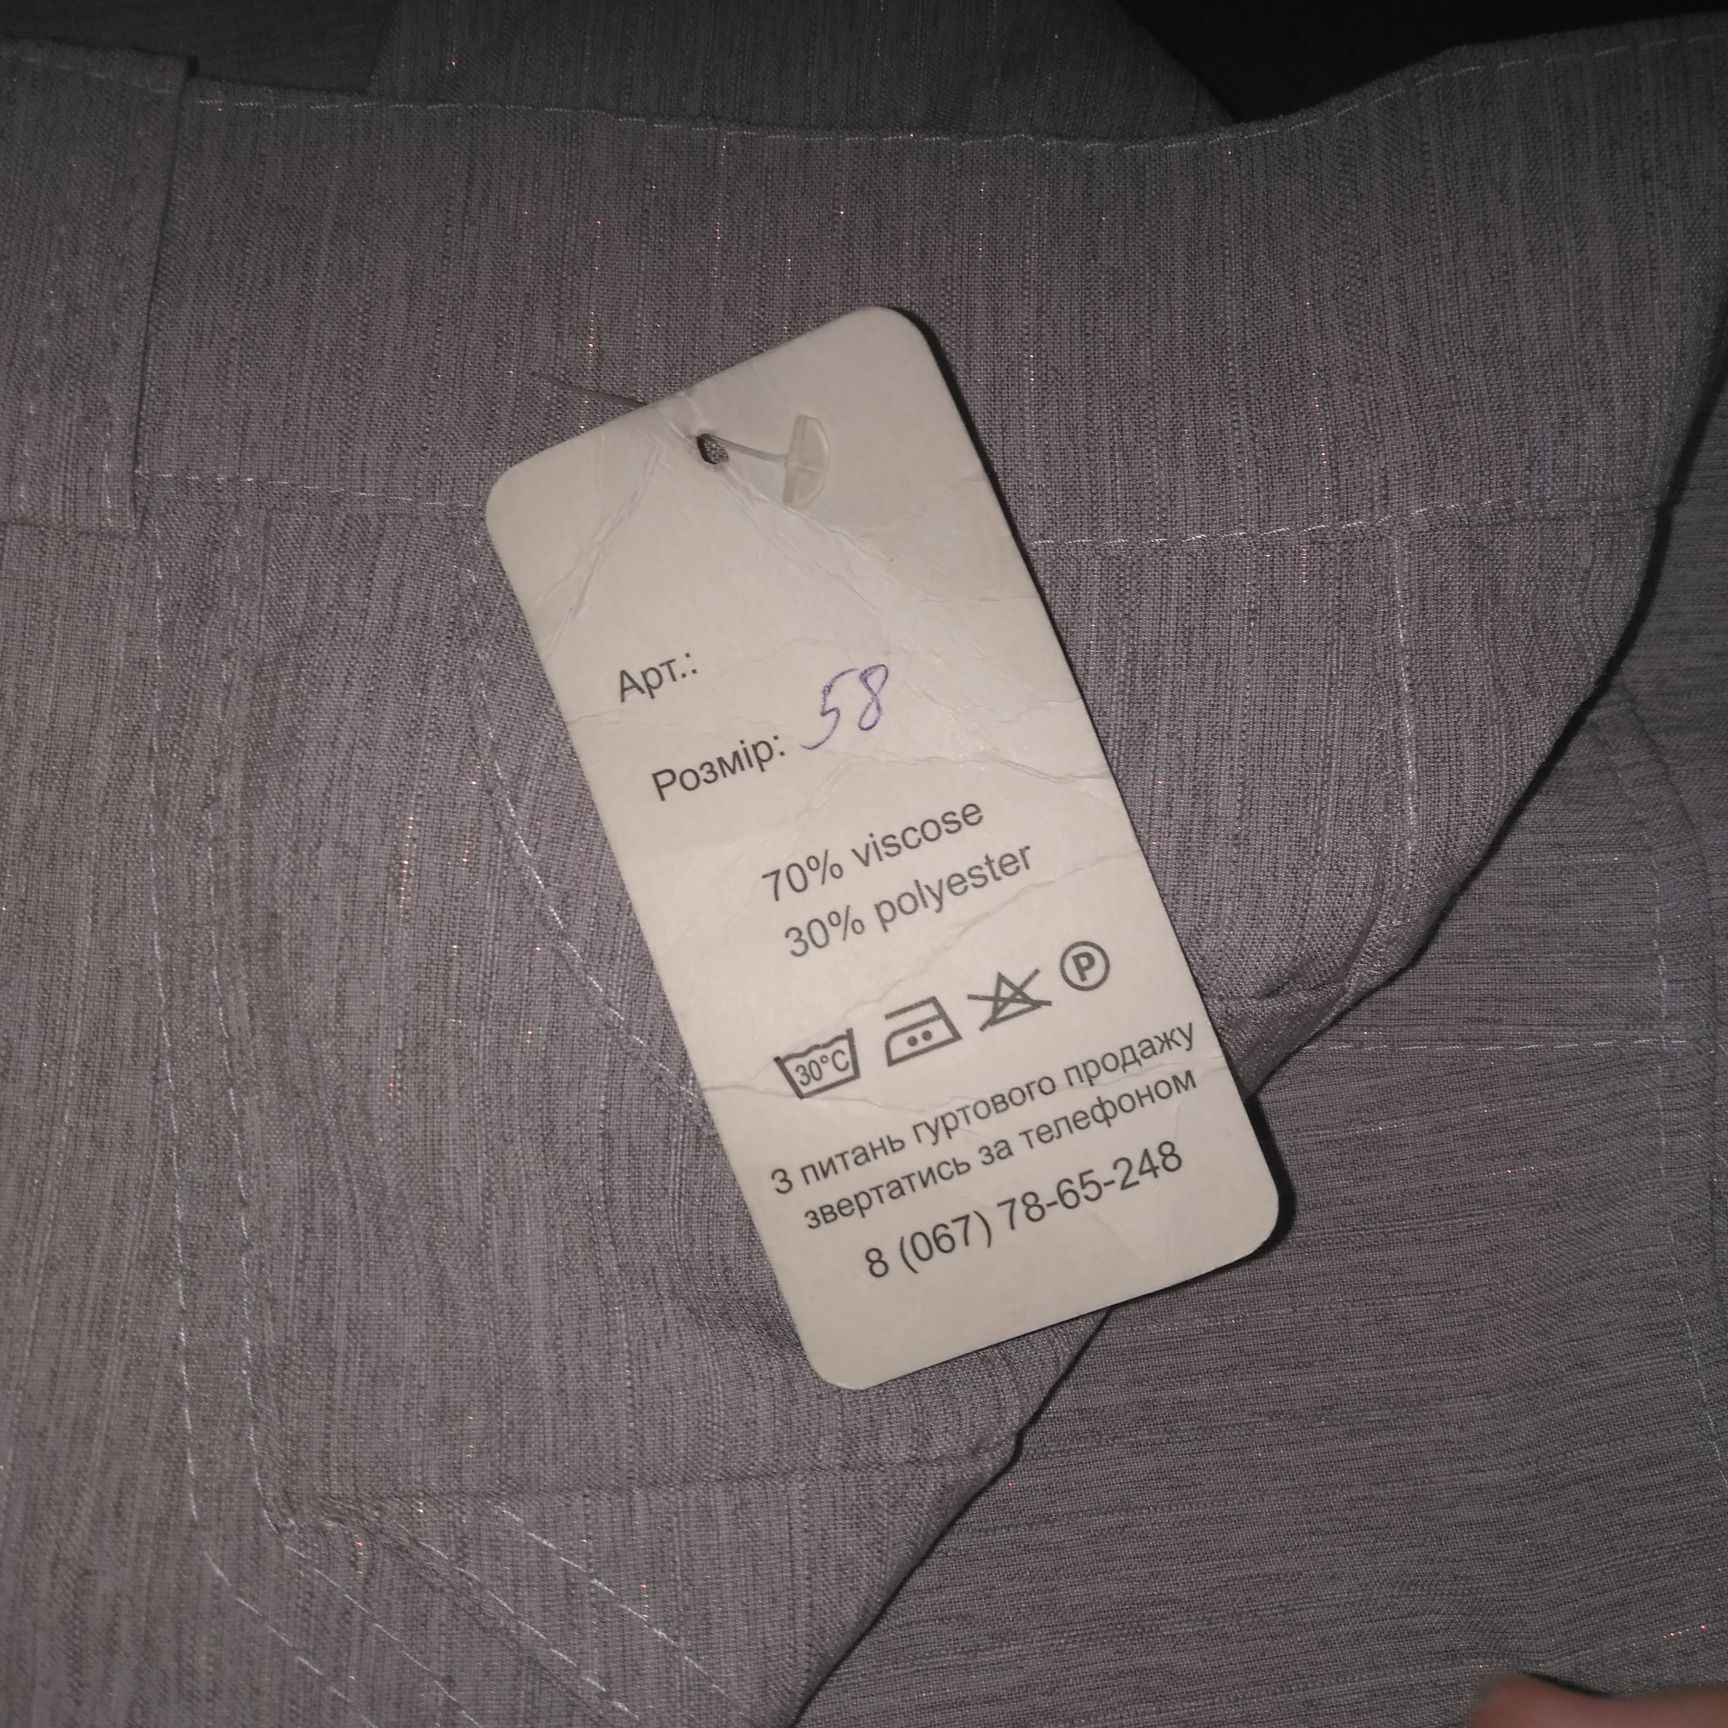 Арт.:
Розмір: 58
70% viscose
30% polyester
30°C P
З питань гуртового продажу
звертатись за телефоном
8 (067) 78-65-248